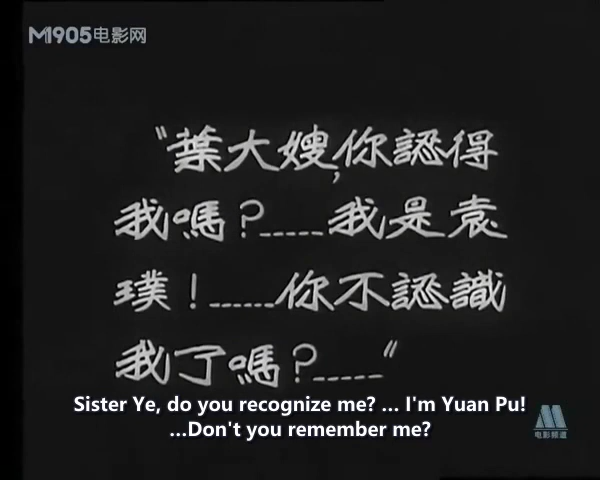 M1905电影网
"葉大嫂,你認得
我嗎?.....我是袁
璞!......你不認識
我了嗎?....."
Sister Ye, do you recognize me? ... I'm Yuan Pu!
...Don't you remember me?
电影频道